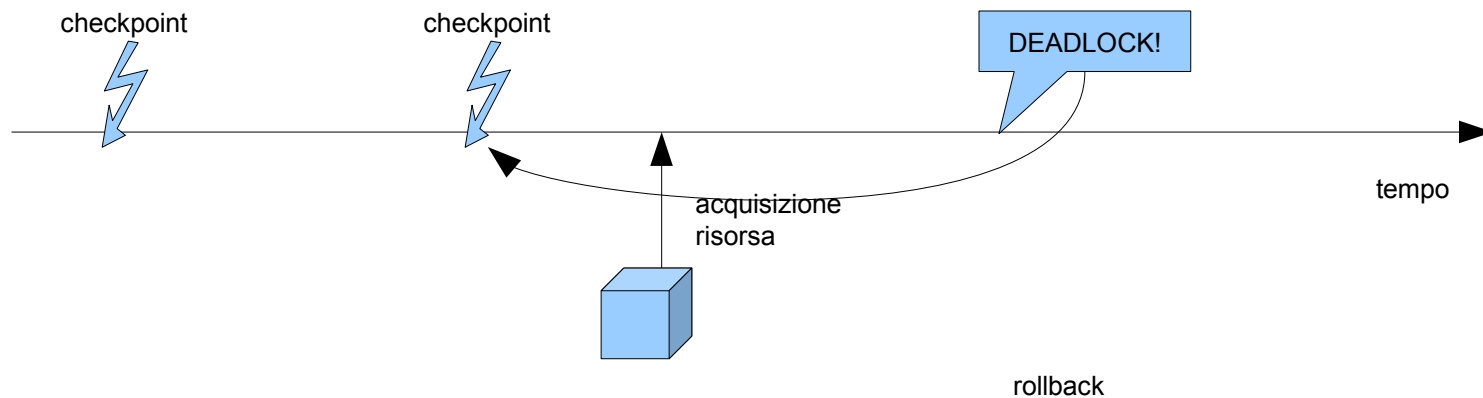 checkpoint
checkpoint
DEADLOCK!
tempo
acquisizione
risorsa
rollback